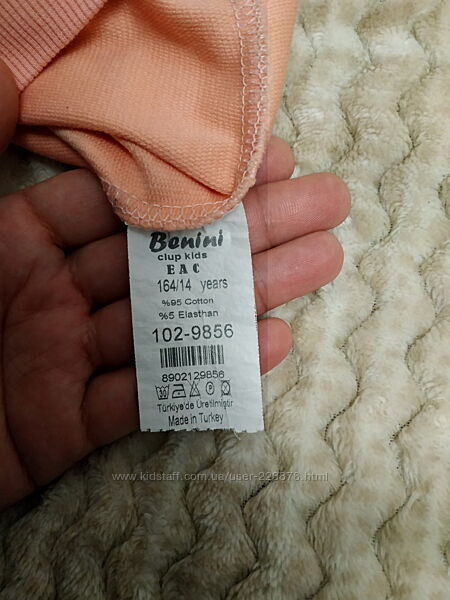 Benini
clup kids
EAC
164/14 years
%95 Cotton
%5 Elasthan
102-9856
8902129856
30 P
Türkiye'de Üretilmiştir
Made in Turkey
www.kidstaff.com.ua/user-228878.html